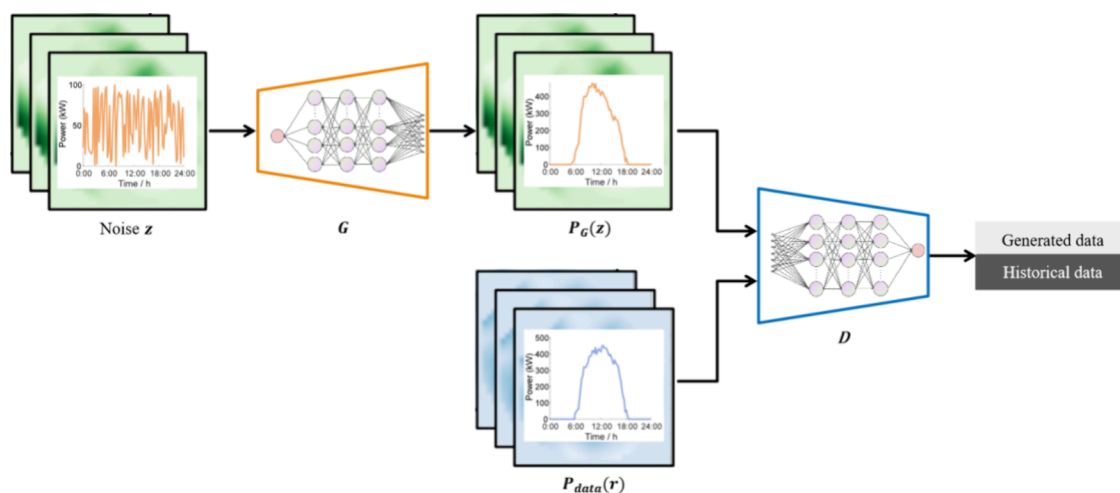 100
50
0
Power (kW)
0:00 6:00 12:00 18:00 24:00
Time / h
Noise z
G
400
300
200
100
0
Power (kW)
0:00 6:00 12:00 18:00 24:00
Time / h
P_G(z)
500
400
300
200
100
0
Power (kW)
0:00 6:00 12:00 18:00 24:00
Time / h
P_data(r)
D
Generated data
Historical data